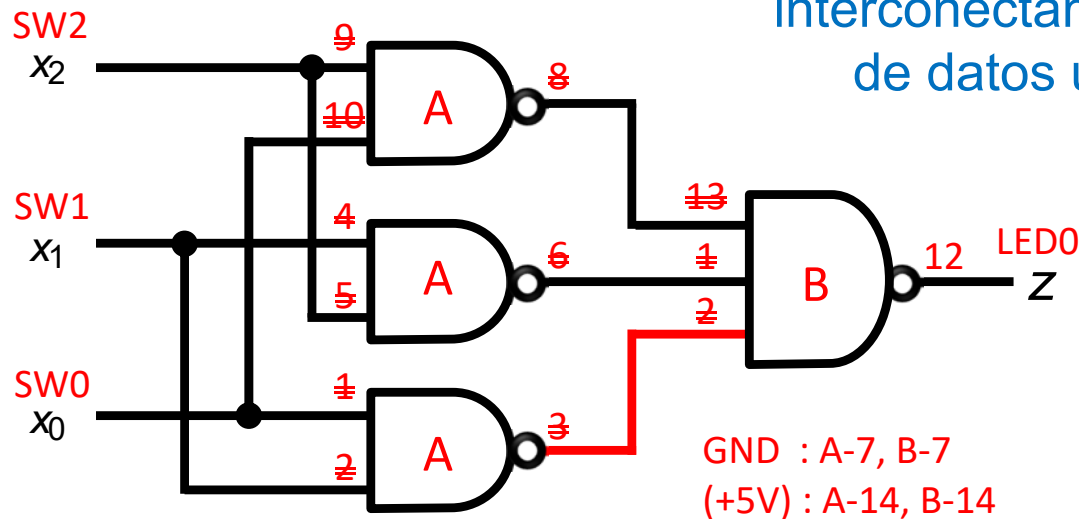 interconectar
de datos u
SW2
x2
9
10
A
8
SW1
x1
4
5
A
6
SW0
x0
1
2
A
3
13
1
2
B
12
LED0
z
GND : A-7, B-7
(+5V) : A-14, B-14